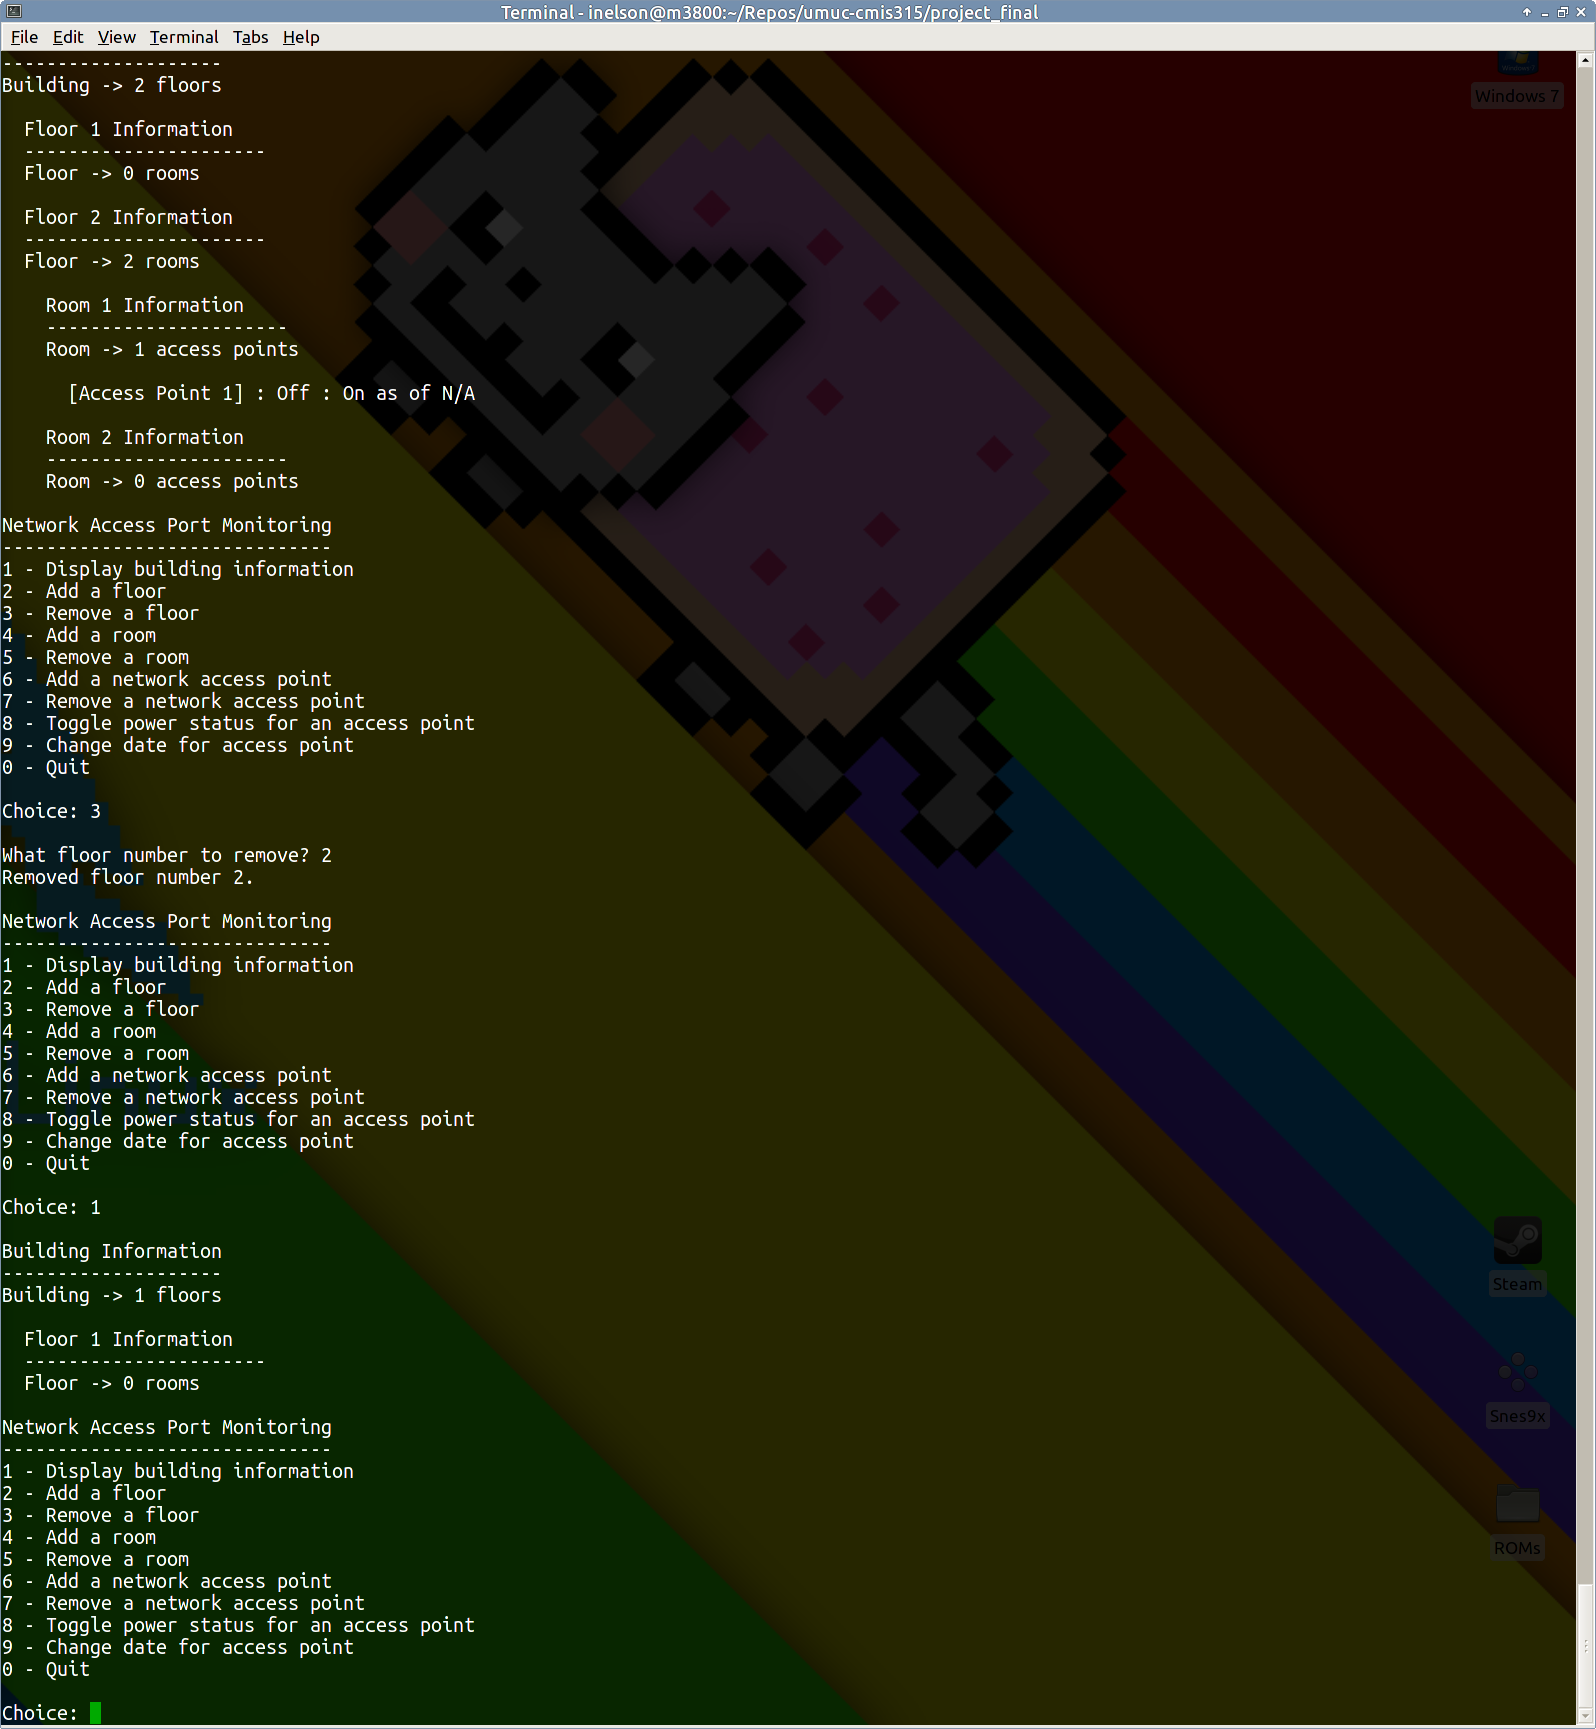 Terminal - inelson@m3800:~/Repos/umuc-cmis315/project_final
File Edit View Terminal Tabs Help
--------------------
Building -> 2 floors
Floor 1 Information
----------------------
Floor -> 0 rooms
Floor 2 Information
----------------------
Floor -> 2 rooms
Room 1 Information
----------------------
Room -> 1 access points
[Access Point 1] : Off : On as of N/A
Room 2 Information
----------------------
Room -> 0 access points
Network Access Port Monitoring
------------------------------
1 - Display building information
2 - Add a floor
3 - Remove a floor
4 - Add a room
5 - Remove a room
6 - Add a network access point
7 - Remove a network access point
8 - Toggle power status for an access point
9 - Change date for access point
0 - Quit
Choice: 3
What floor number to remove? 2
Removed floor number 2.
Network Access Port Monitoring
------------------------------
1 - Display building information
2 - Add a floor
3 - Remove a floor
4 - Add a room
5 - Remove a room
6 - Add a network access point
7 - Remove a network access point
8 - Toggle power status for an access point
9 - Change date for access point
0 - Quit
Choice: 1
Building Information
--------------------
Building -> 1 floors
Floor 1 Information
----------------------
Floor -> 0 rooms
Network Access Port Monitoring
------------------------------
1 - Display building information
2 - Add a floor
3 - Remove a floor
4 - Add a room
5 - Remove a room
6 - Add a network access point
7 - Remove a network access point
8 - Toggle power status for an access point
9 - Change date for access point
0 - Quit
Choice:
Windows 7
Steam
Snes9x
ROMs